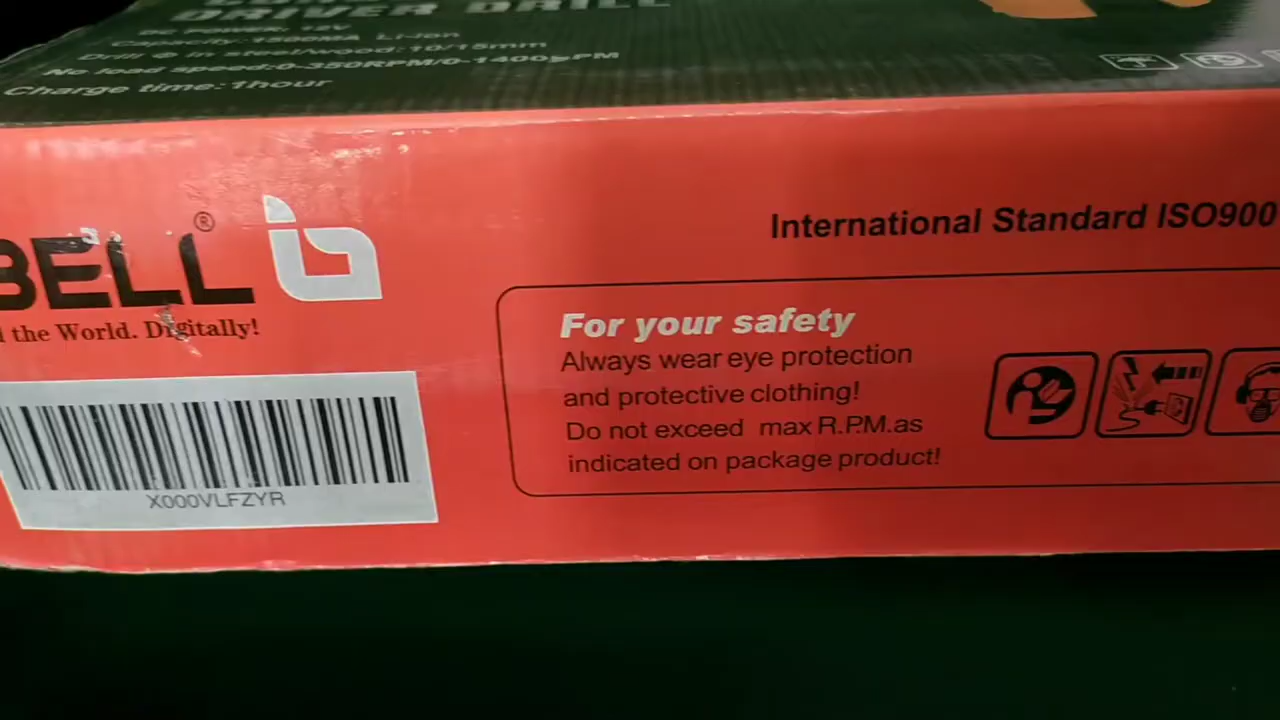 DRIVER DRILL
DC POWER: 12V
Capacity:1500MA Li-ion
Drill Φ in steel/wood:10/15mm
No load speed:0-350RPM/0-1400RPM
Charge time:1hour
BELL®
the World. Digitally!
X000VLFZYR
International Standard ISO900
For your safety
Always wear eye protection
and protective clothing!
Do not exceed max R.P.M.as
indicated on package product!